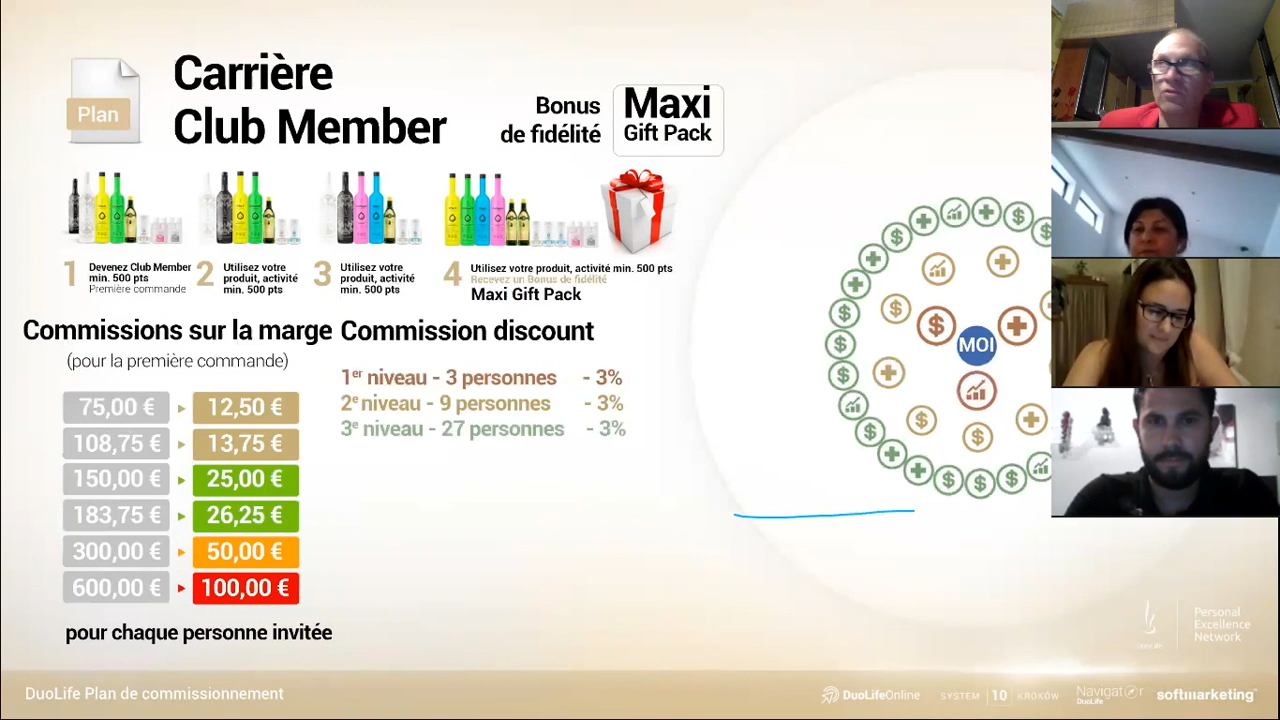 Plan
Carrière
Club Member
Bonus
de fidélité
Maxi
Gift Pack
1
Devenez Club Member
min. 500 pts
Première commande
2
Utilisez votre
produit, activité
min. 500 pts
3
Utilisez votre
produit, activité
min. 500 pts
4
Utilisez votre produit, activité min. 500 pts
Recevez un Bonus de fidélité
Maxi Gift Pack
Commissions sur la marge
(pour la première commande)
75,00 € 12,50 €
108,75 € 13,75 €
150,00 € 25,00 €
183,75 € 26,25 €
300,00 € 50,00 €
600,00 € 100,00 €
pour chaque personne invitée
Commission discount
1er niveau - 3 personnes - 3%
2e niveau - 9 personnes - 3%
3e niveau - 27 personnes - 3%
MOI
Personal
Excellence
Network
DuoLife Plan de commissionnement
DuoLifeOnline
SYSTEM 10 KROKÓW
Navigator
DuoLife
softmarketing